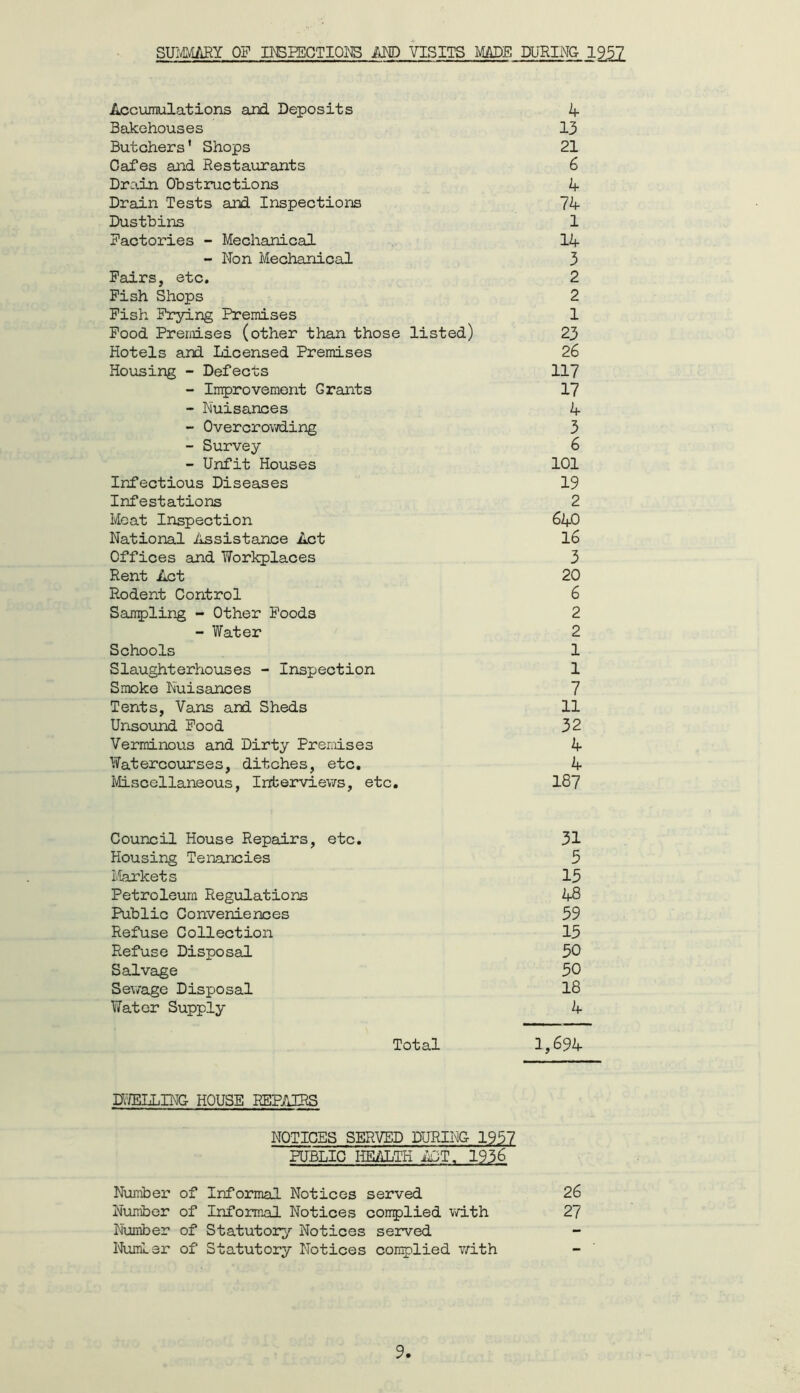 SUMMARY OF INSPECTIONS AND VISITS MADE DURING 1957
Accumulations and Deposits 4
Bakehouses 13
Butchers' Shops 21
Cafes and Restaurants 6
Drain Obstructions 4
Drain Tests and Inspections 74
Dustbins 1
Factories - Mechanical 14
- Non Mechanical 3
Fairs, etc. 2
Fish Shops 2
Fish Frying Premises 1
Food Premises (other than those listed) 23
Hotels and Licensed Premises 26
Housing - Defects 117
- Improvement Grants 17
- Nuisances 4
- Overcrowding 3
- Survey 6
- Unfit Houses 101
Infectious Diseases 19
Infestations 2
Meat Inspection 640
National Assistance Act 16
Offices and Workplaces 3
Rent Act 20
Rodent Control 6
Sampling - Other Foods 2
- Water 2
Schools 1
Slaughterhouses - Inspection 1
Smoke Nuisances 7
Tents, Vans and Sheds 11
Unsound Food 32
Verminous and Dirty Premises 4
Watercourses, ditches, etc. 4
Miscellaneous, Interviews, etc. 187
Council House Repairs, etc. 31
Housing Tenancies 5
Markets 15
Petroleum Regulations 48
Public Conveniences 59
Refuse Collection 15
Refuse Disposal 50
Salvage 50
Sewage Disposal 18
Water Supply 4
Total 1,694
DWELLING HOUSE REPAIRS
NOTICES SERVED DURING 1957
PUBLIC HEALTH ACT, 1936
Number of Informal Notices served 26
Number of Informal Notices complied with 27
Number of Statutory Notices served -
Number of Statutory Notices complied with -
9.